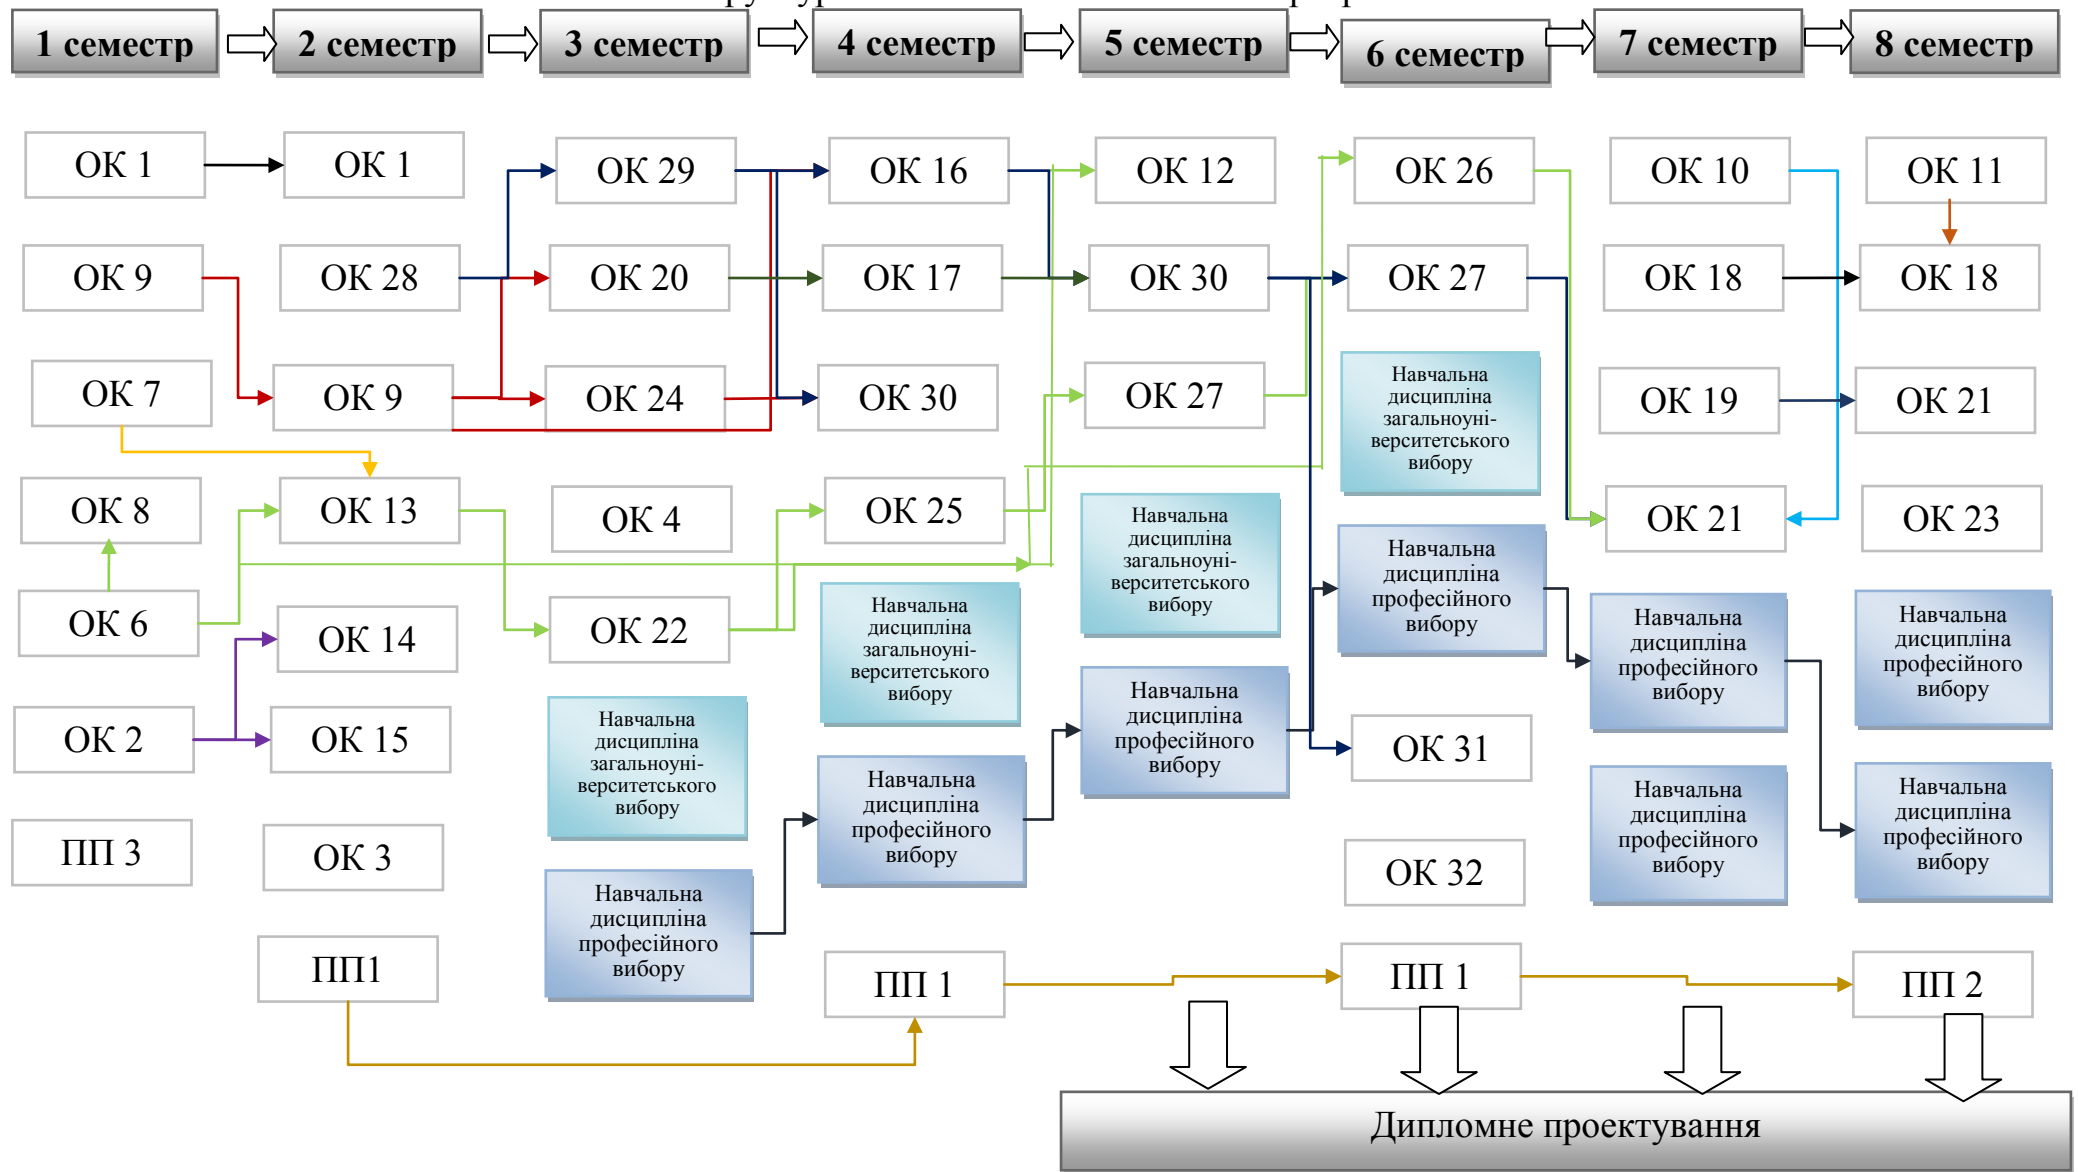 1 семестр
2 семестр
3 семестр
4 семестр
5 семестр
6 семестр
7 семестр
8 семестр
ОК 1
ОК 1
ОК 29
ОК 16
ОК 12
ОК 26
ОК 10
ОК 11
ОК 9
ОК 28
ОК 20
ОК 17
ОК 30
ОК 27
ОК 18
ОК 18
ОК 7
ОК 9
ОК 24
ОК 30
ОК 27
Навчальна
дисципліна
загальноуні-
верситетського
вибору
ОК 19
ОК 21
ОК 8
ОК 13
ОК 4
ОК 25
Навчальна
дисципліна
загальноуні-
верситетського
вибору
Навчальна
дисципліна
професійного
вибору
ОК 21
ОК 23
ОК 6
ОК 14
ОК 22
Навчальна
дисципліна
загальноуні-
верситетського
вибору
Навчальна
дисципліна
професійного
вибору
Навчальна
дисципліна
професійного
вибору
ОК 2
ОК 15
Навчальна
дисципліна
загальноуні-
верситетського
вибору
Навчальна
дисципліна
професійного
вибору
Навчальна
дисципліна
професійного
вибору
ОК 31
Навчальна
дисципліна
професійного
вибору
Навчальна
дисципліна
професійного
вибору
ПП 3
ОК 3
Навчальна
дисципліна
професійного
вибору
ОК 32
ПП1
ПП 1
ПП 1
ПП 2
Дипломне проектування